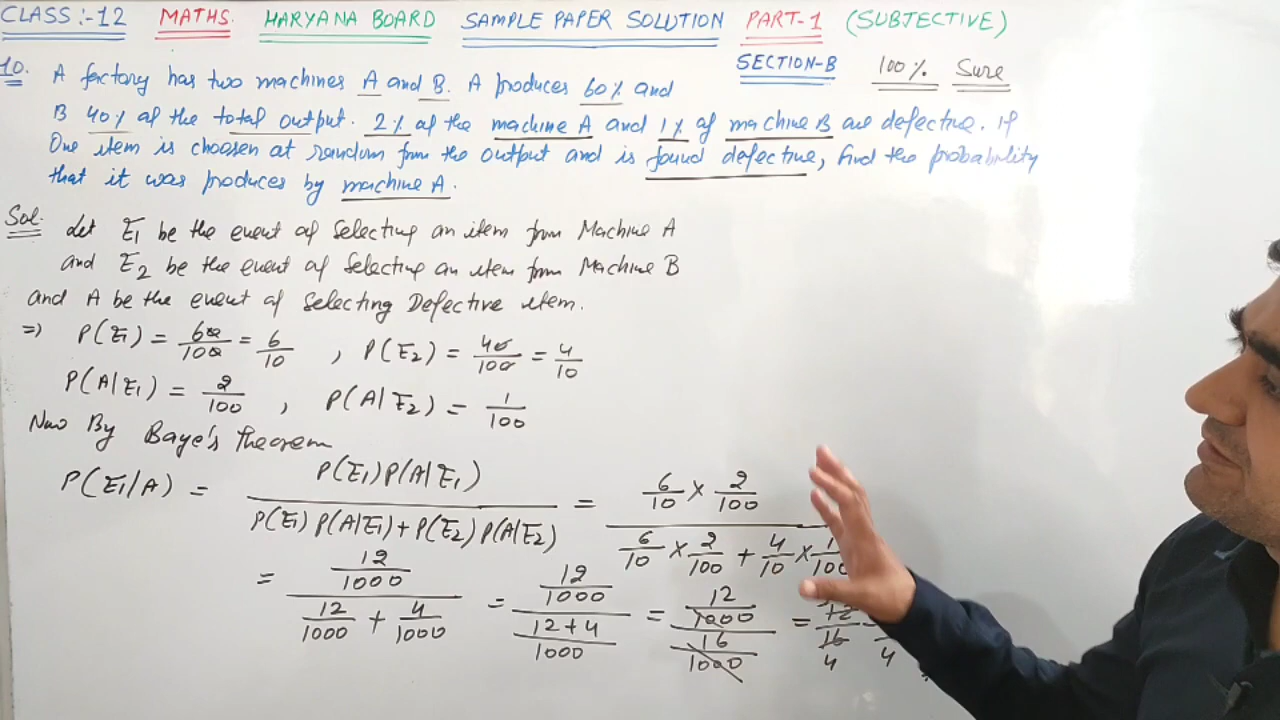 CLASS:-12 MATHS. HARYANA BOARD SAMPLE PAPER SOLUTION PART-1 (SUBJECTIVE)
SECTION-B 100% Sure
10. A factory has two machines A and B. A produces 60% and
B 40% of the total output. 2% of the machine A and 1% of machine B are defective. If
One item is choosen at random from the output and is found defective, find the probability
that it was produces by machine A.
Sol. Let E1 be the event of Selecting an item from Machine A
and E2 be the event of Selecting an item from Machine B
and A be the event of Selecting Defective item.
=> P(E1) = 60/100 = 6/10 , P(E2) = 40/100 = 4/10
P(A|E1) = 2/100 , P(A|E2) = 1/100
Now By Baye's theorem
P(E1/A) = P(E1)P(A|E1) / P(E1)P(A|E1)+P(E2)P(A|E2) = 6/10 × 2/100 / 6/10 × 2/100 + 4/10 × 1/100
= 12/1000 / 12/1000 + 4/1000 = 12/1000 / 12+4/1000 = 12/1000 / 16/1000 = 12/16 4 4